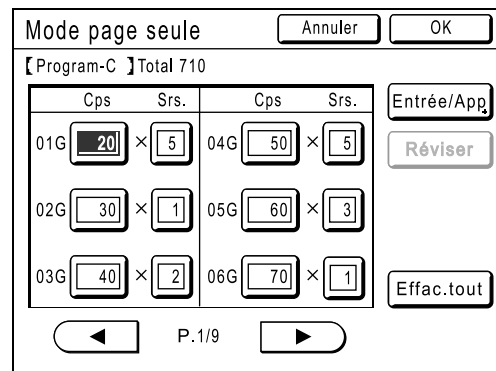 Mode page seule Annuler OK
【Program-C 】Total 710
Cps Srs. Cps Srs.
Entrée/App.
01G 20 × 5 04G 50 × 5
Réviser
02G 30 × 1 05G 60 × 3
03G 40 × 2 06G 70 × 1
Effac.tout
◀ P.1/9 ▶